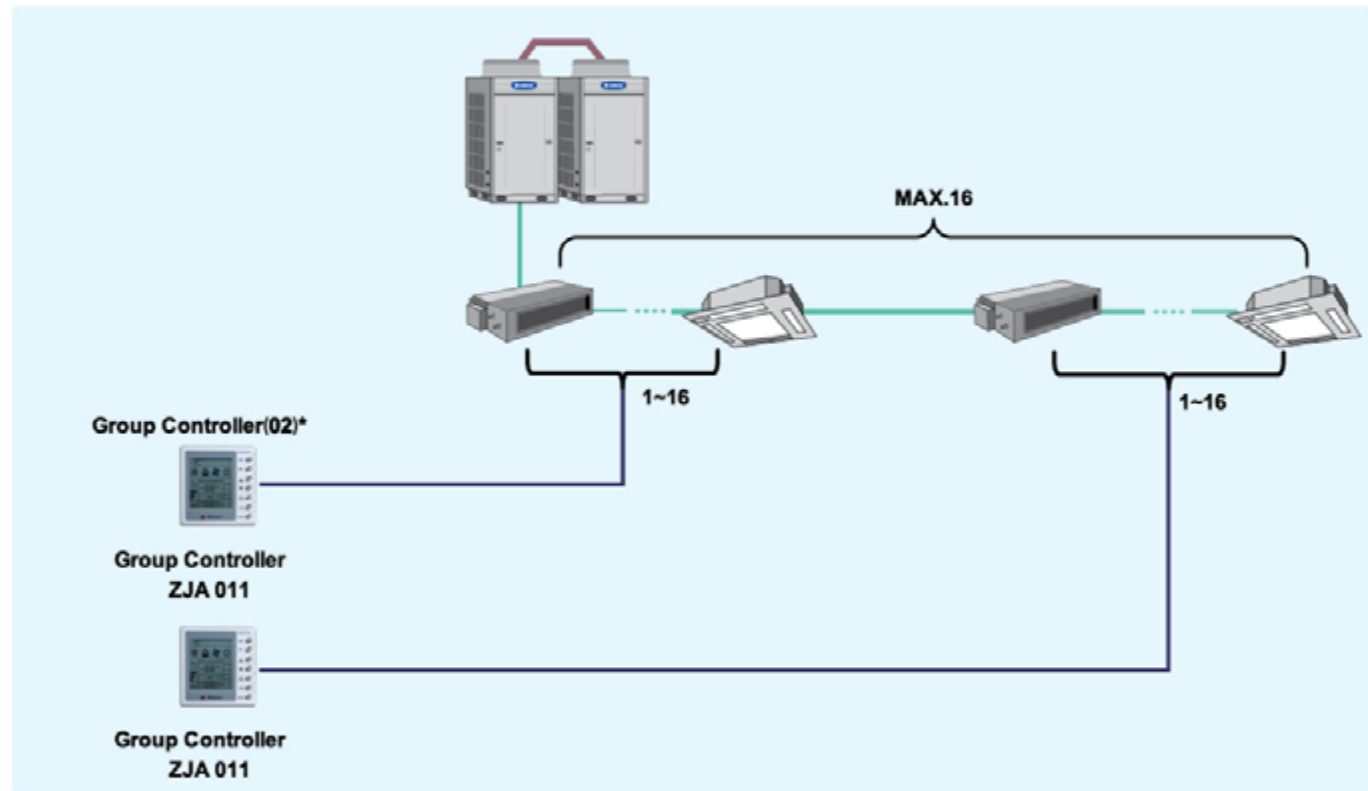 MAX.16
1~16
1~16
Group Controller(02)*
Group Controller
ZJA 011
Group Controller
ZJA 011